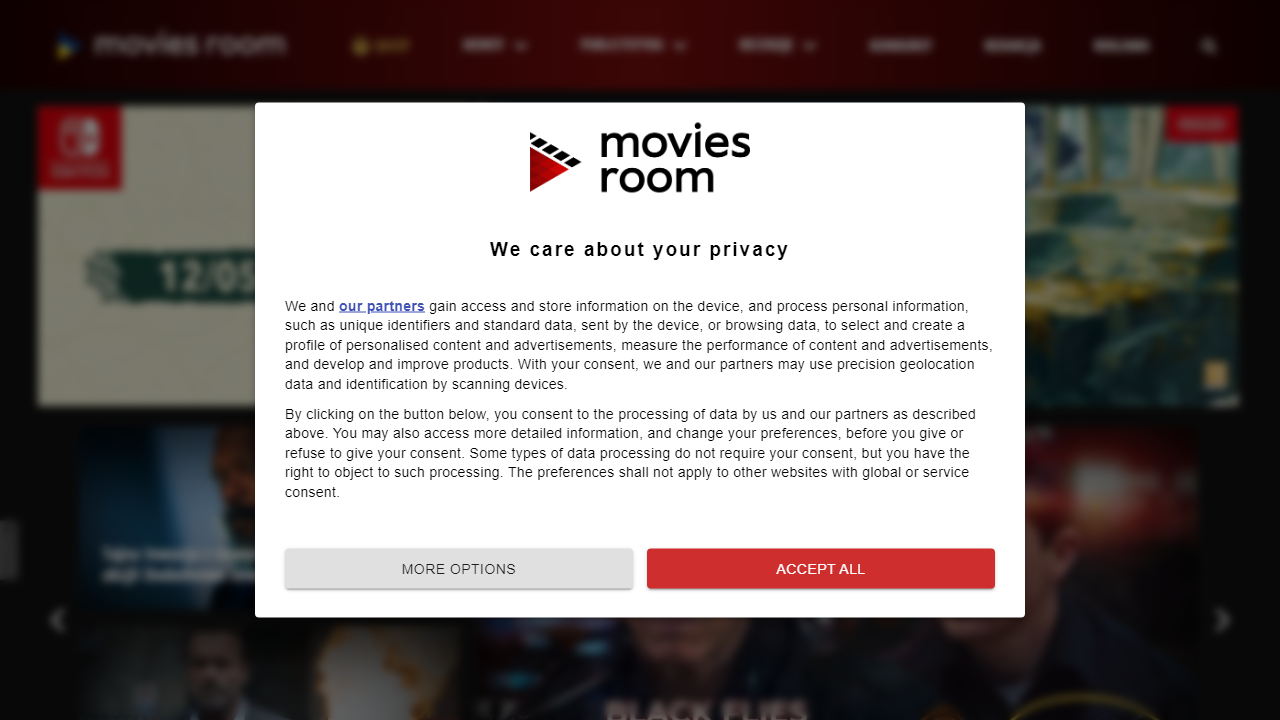 movies room
12/05
movies
room
We care about your privacy
We and our partners gain access and store information on the device, and process personal information,
such as unique identifiers and standard data, sent by the device, or browsing data, to select and create a
profile of personalised content and advertisements, measure the performance of content and advertisements,
and develop and improve products. With your consent, we and our partners may use precision geolocation
data and identification by scanning devices.
By clicking on the button below, you consent to the processing of data by us and our partners as described
above. You may also access more detailed information, and change your preferences, before you give or
refuse to give your consent. Some types of data processing do not require your consent, but you have the
right to object to such processing. The preferences shall not apply to other websites with global or service
consent.
MORE OPTIONS
ACCEPT ALL
BLACK FLIES